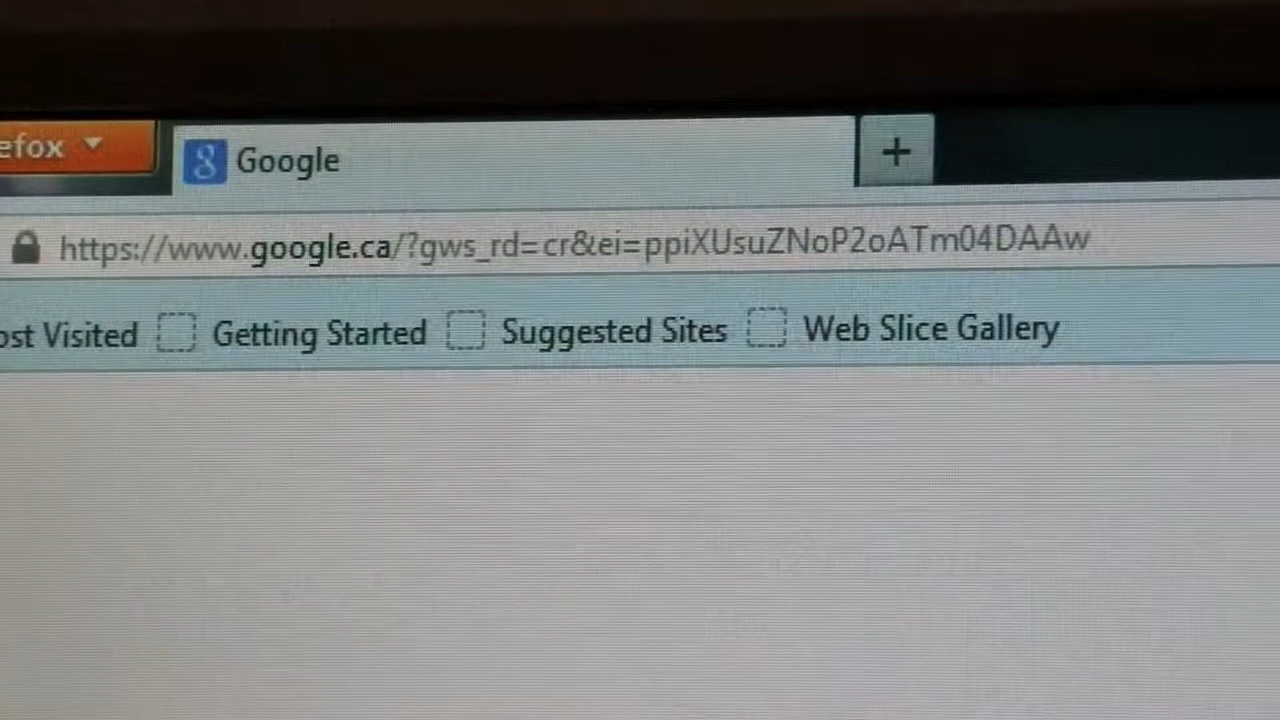 efox
8 Google +
https://www.google.ca/?gws_rd=cr&ei=ppiXUsuZNoP2oATm04DAAw
ost Visited Getting Started Suggested Sites Web Slice Gallery